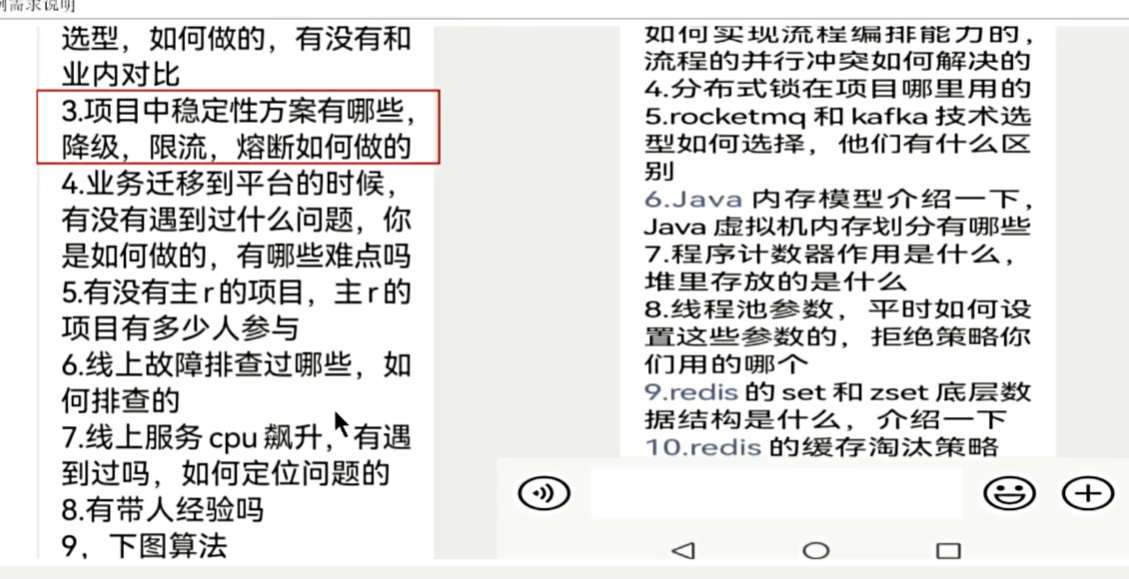 例需求说明
选型，如何做的，有没有和
业内对比
3.项目中稳定性方案有哪些，
降级，限流，熔断如何做的
4.业务迁移到平台的时候，
有没有遇到过什么问题，你
是如何做的，有哪些难点吗
5.有没有主r的项目，主r的
项目有多少人参与
6.线上故障排查过哪些，如
何排查的
7.线上服务cpu飙升，有遇
到过吗，如何定位问题的
8.有带人经验吗
9，下图算法
如何实现流程编排能力的，
流程的并行冲突如何解决的
4.分布式锁在项目哪里用的
5.rocketmq和kafka技术选
型如何选择，他们有什么区
别
6.Java内存模型介绍一下，
Java虚拟机内存划分有哪些
7.程序计数器作用是什么，
堆里存放的是什么
8.线程池参数，平时如何设
置这些参数的，拒绝策略你
们用的哪个
9.redis的set和zset底层数
据结构是什么，介绍一下
10.redis的缓存淘汰策略